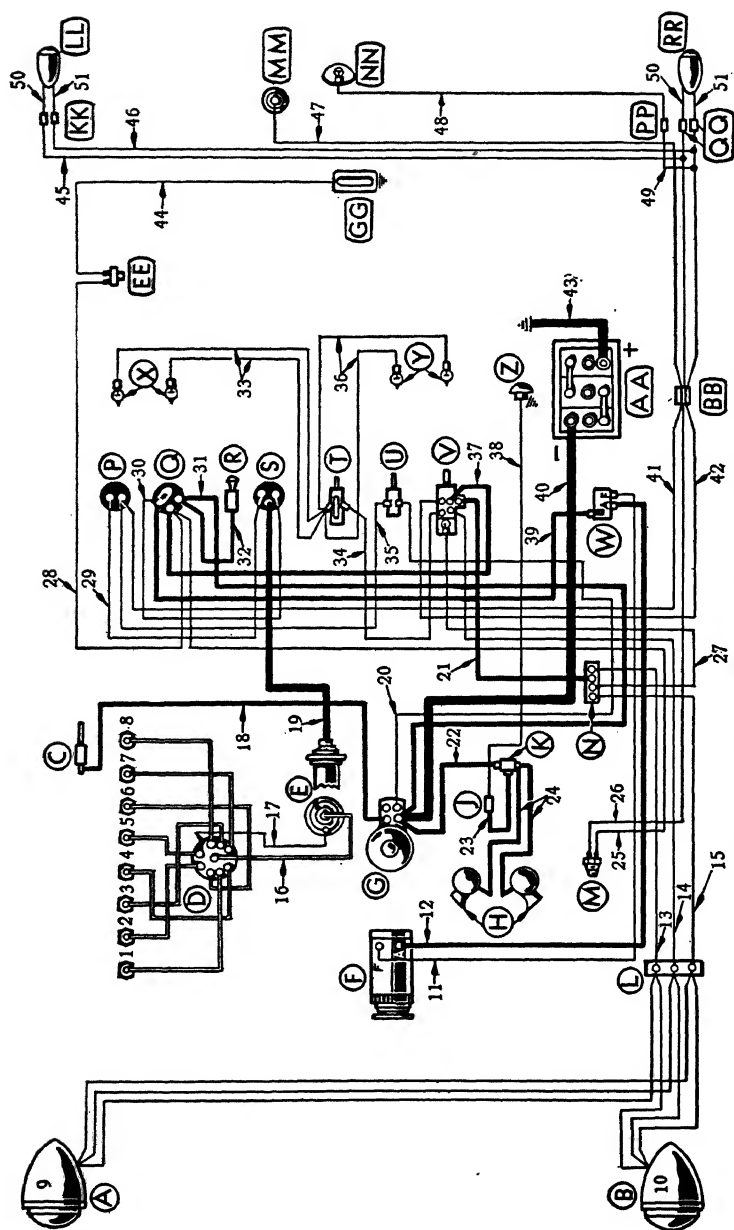 50
51
LL
KK
46
45
MM
47
NN
48
RR
50
51
PP
QQ
49
44
GG
EE
28
29
30
31
32
33
34
35
36
37
38
39
40
41
42
43
P
Q
R
S
T
U
V
W
X
Y
Z
AA
BB
+
−
A
C
18
19
20
21
22
23
24
25
26
27
1
2
3
4
5
6
7
8
D
E
17
16
G
K
J
H
N
M
F
F
A
12
11
13
14
15
L
9
A
10
B